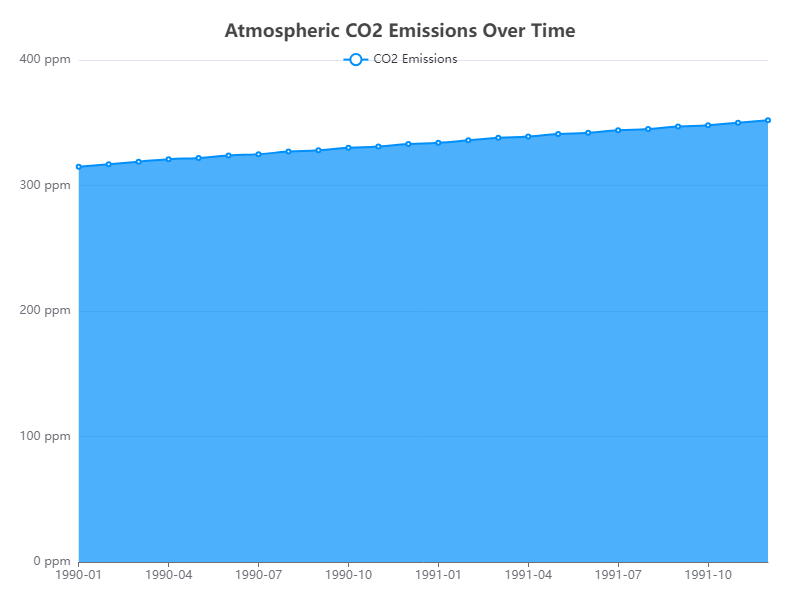 Atmospheric CO2 Emissions Over Time
CO2 Emissions
400 ppm
300 ppm
200 ppm
100 ppm
0 ppm
1990-01 1990-04 1990-07 1990-10 1991-01 1991-04 1991-07 1991-10